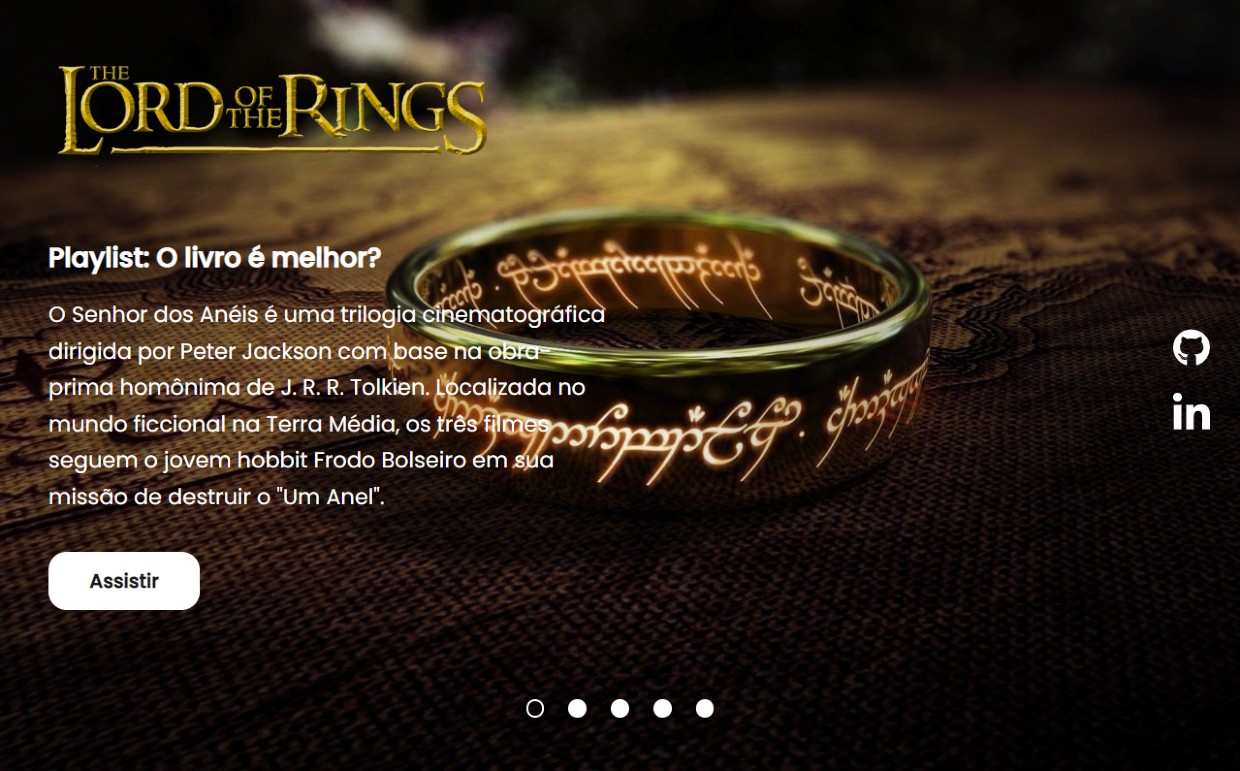 THE
LORD OF THE RINGS
Playlist: O livro é melhor?
O Senhor dos Anéis é uma trilogia cinematográfica
dirigida por Peter Jackson com base na obra-
prima homônima de J. R. R. Tolkien. Localizada no
mundo ficcional na Terra Média, os três filmes
seguem o jovem hobbit Frodo Bolseiro em sua
missão de destruir o "Um Anel".
in
Assistir